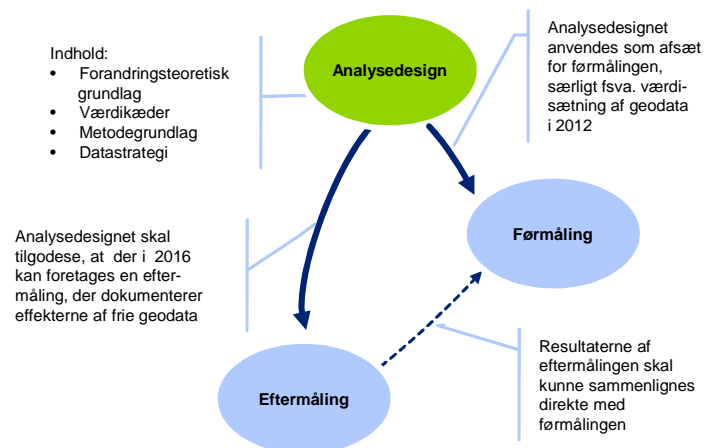 Indhold:
• Forandringsteoretisk
grundlag
• Værdikæder
• Metodegrundlag
• Datastrategi
Analysedesign
Analysedesignet
anvendes som afsæt
for førmålingen,
særligt fsva. værdi-
sætning af geodata
i 2012
Analysedesignet skal
tilgodese, at der i 2016
kan foretages en efter-
måling, der dokumenterer
effekterne af frie geodata
Førmåling
Eftermåling
Resultaterne af
eftermålingen skal
kunne sammenlignes
direkte med
førmålingen